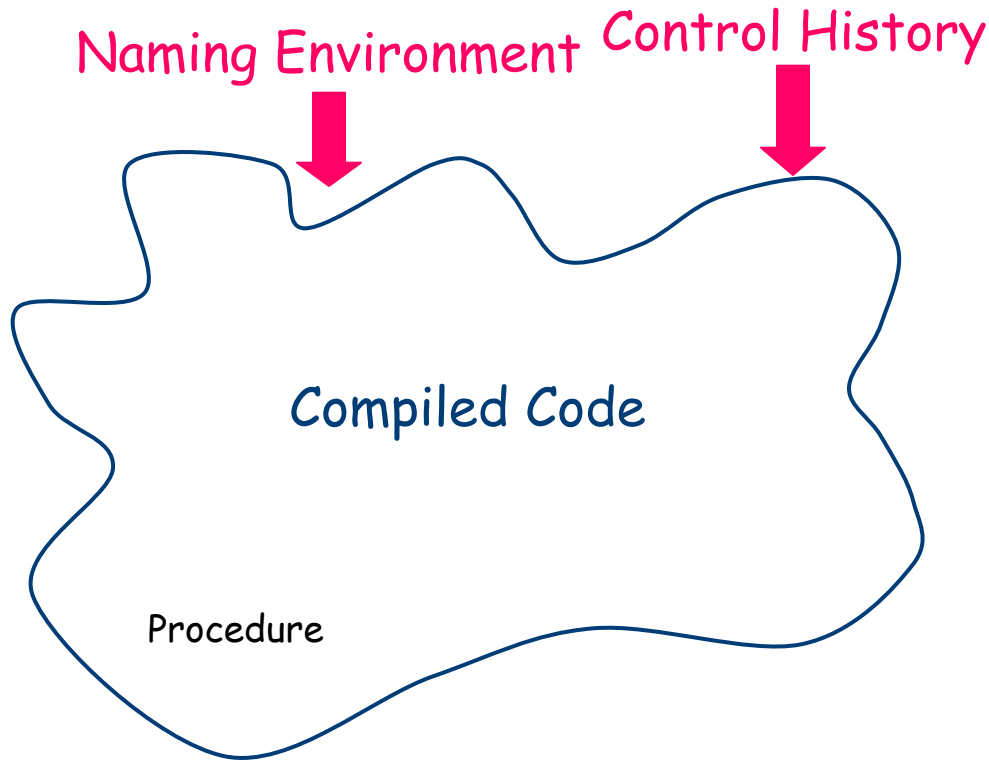 Naming Environment
Control History
Compiled Code
Procedure